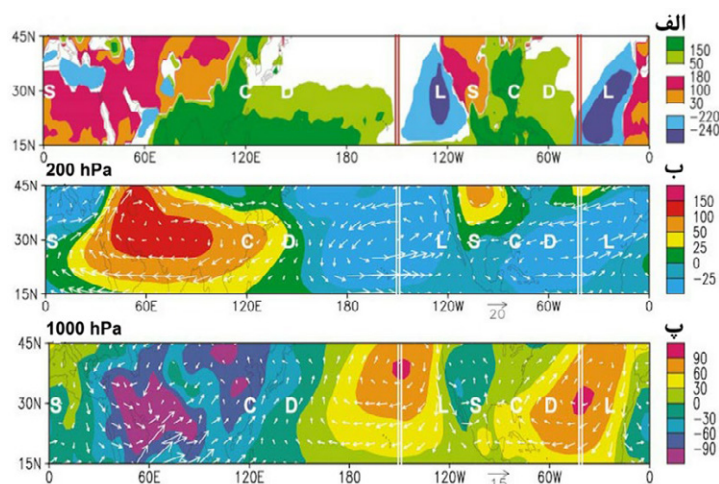 الف
45N
30N
15N
S C D L S C D L
60E 120E 180 120W 60W 0
150
50
180
100
30
-220
-240
200 hPa
ب
45N
30N
15N
S C D L S C D L
60E 120E 180 120W 60W 0
20
150
100
50
25
0
-25
1000 hPa
پ
45N
30N
15N
S C D L S C D L
0 60E 120E 180 120W 60W 0
15
90
60
30
0
-30
-60
-90